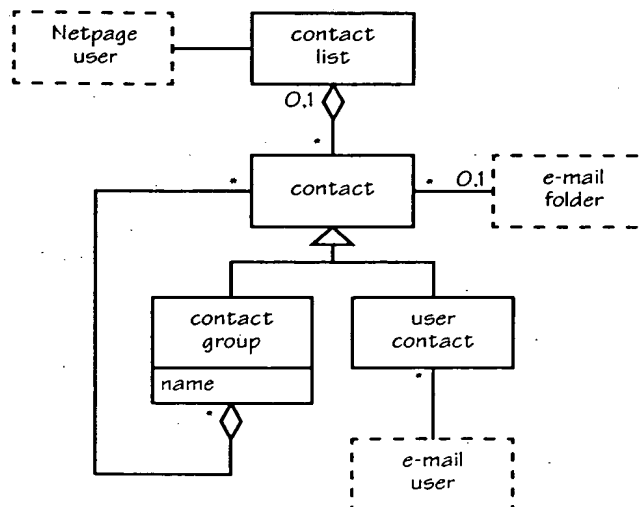 Netpage
user
contact
list
0,1
*
*
contact
*
0,1
e-mail
folder
contact
group
name
*
user
contact
*
e-mail
user